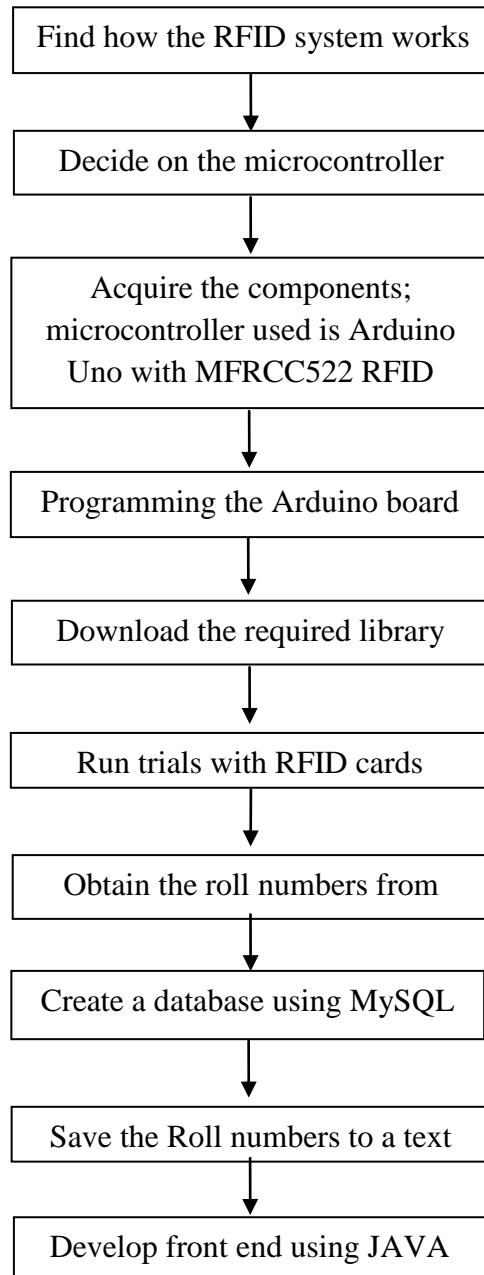 Find how the RFID system works
Decide on the microcontroller
Acquire the components;
microcontroller used is Arduino
Uno with MFRCC522 RFID
Programming the Arduino board
Download the required library
Run trials with RFID cards
Obtain the roll numbers from
Create a database using MySQL
Save the Roll numbers to a text
Develop front end using JAVA